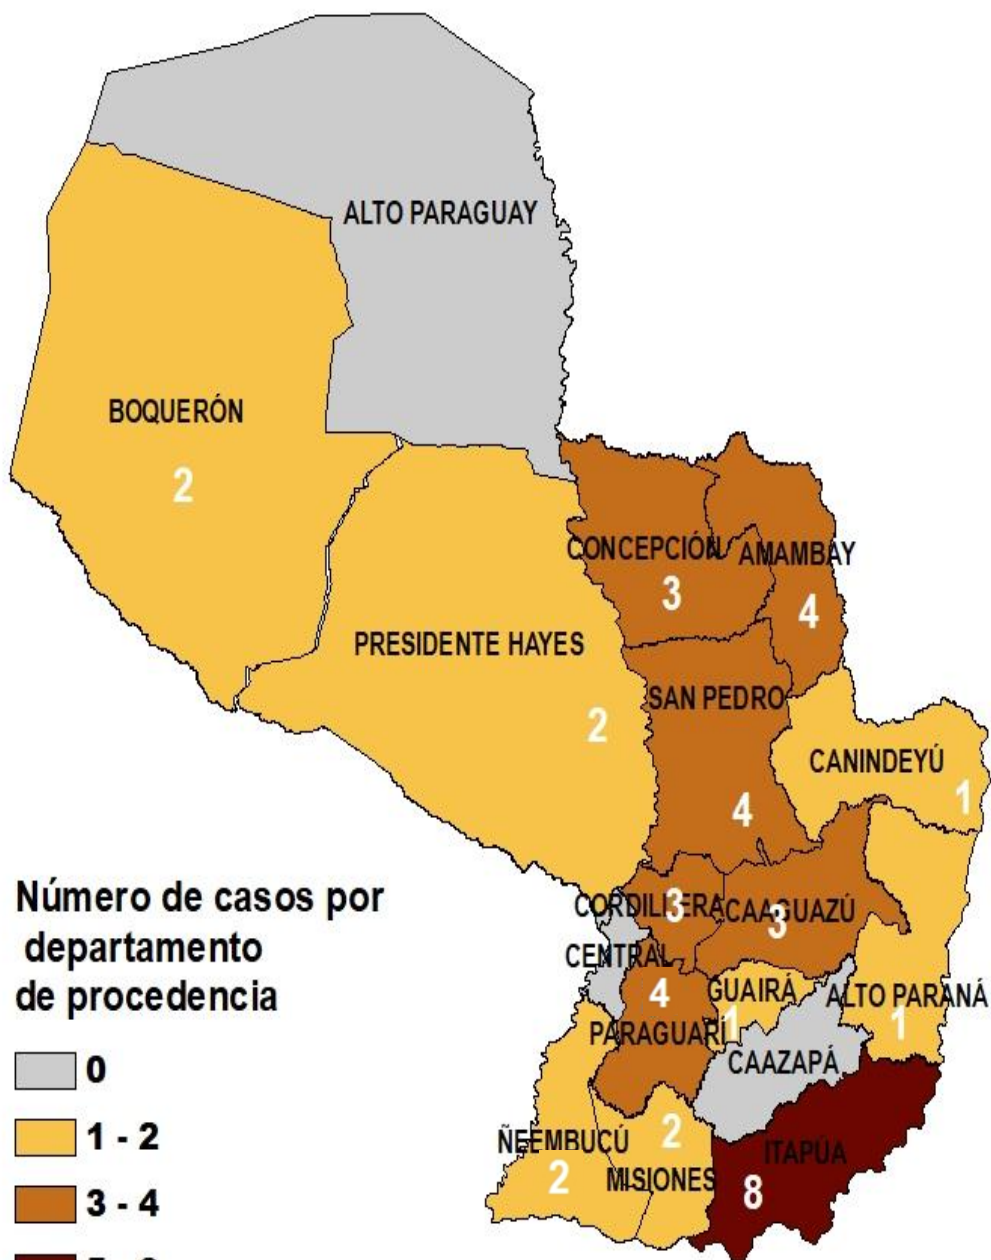 ALTO PARAGUAY
BOQUERÓN
2
CONCEPCIÓN
3
AMAMBAY
4
PRESIDENTE HAYES
2
SAN PEDRO
4
CANINDEYÚ
1
CORDILLERA
3
CAAGUAZÚ
3
CENTRAL
4
PARAGUARÍ
GUAIRÁ
1
ALTO PARANÁ
1
CAAZAPÁ
ÑEEMBUCÚ
2
2
MISIONES
ITAPÚA
8
Número de casos por
departamento
de procedencia
0
1 - 2
3 - 4